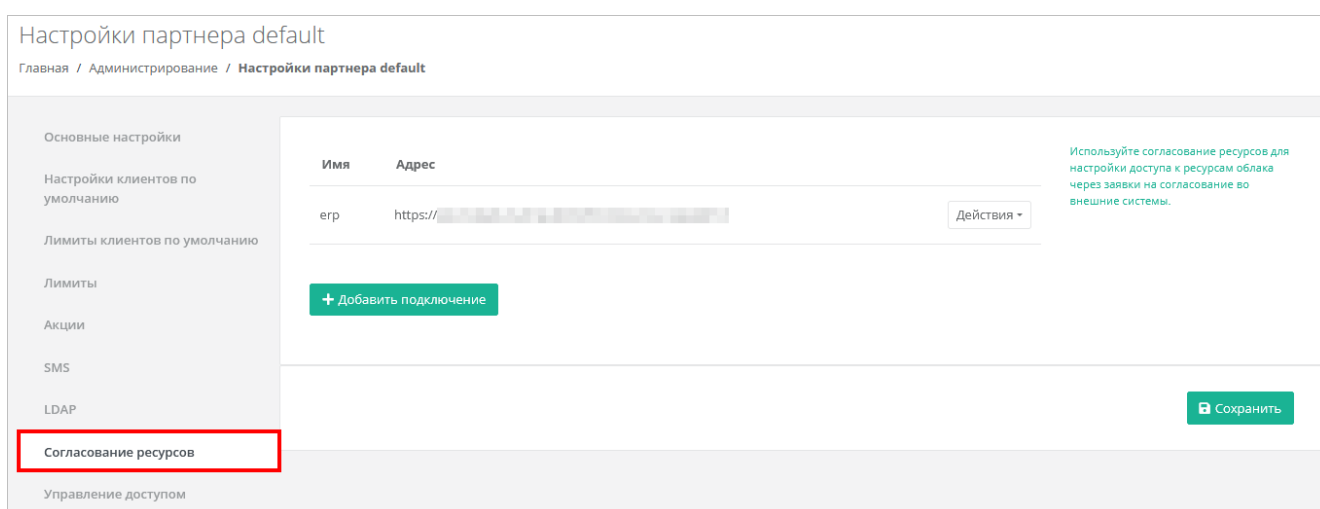 Настройки партнера default
Главная / Администрирование / Настройки партнера default
Основные настройки
Настройки клиентов по
умолчанию
Лимиты клиентов по умолчанию
Лимиты
Акции
SMS
LDAP
Согласование ресурсов
Управление доступом
Имя Адрес
erp https:// Действия
Добавить подключение
Используйте согласование ресурсов для
настройки доступа к ресурсам облака
через заявки на согласование во
внешние системы.
Сохранить